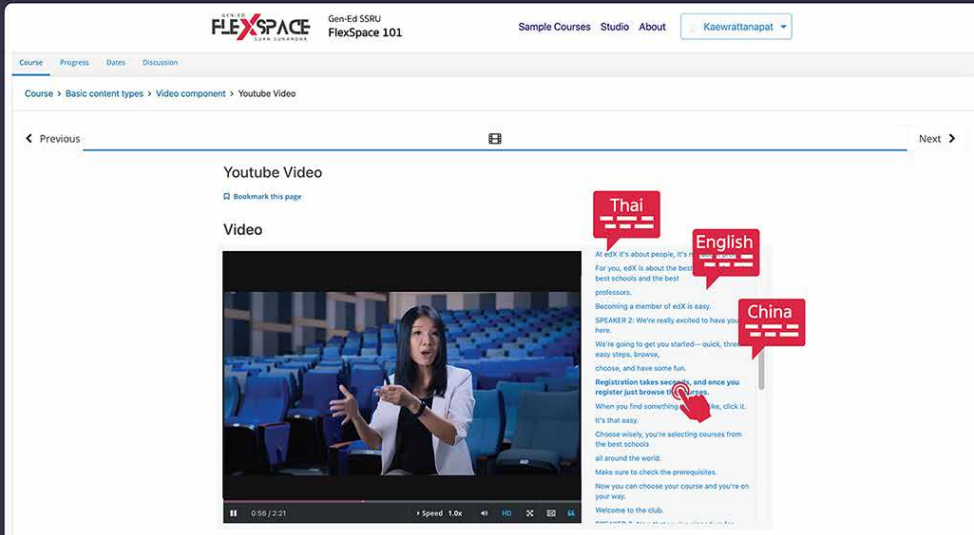 GEN-ED
FLEXSPACE
SUAN SUNANDHA
Gen-Ed SSRU
FlexSpace 101
Sample Courses Studio About Kaewrattanapat
Course Progress Dates Discussion
Course > Basic content types > Video component > Youtube Video
Previous
Next
Youtube Video
Bookmark this page
Video
Thai
English
China
At edX it's about people, it's
For you, edX is about the best
best schools and the best
professors.
Becoming a member of edX is easy.
SPEAKER 2: We're really excited to have you
here.
We're going to get you started-- quick, three
easy steps, browse,
choose, and have some fun.
Registration takes seconds, and once you
register just browse the courses.
When you find something like, click it.
It's that easy.
Choose wisely, you're selecting courses from
the best schools
all around the world.
Make sure to check the prerequisites.
Now you can choose your course and you're on
your way.
Welcome to the club.
0:56 / 2:21
Speed 1.0x HD